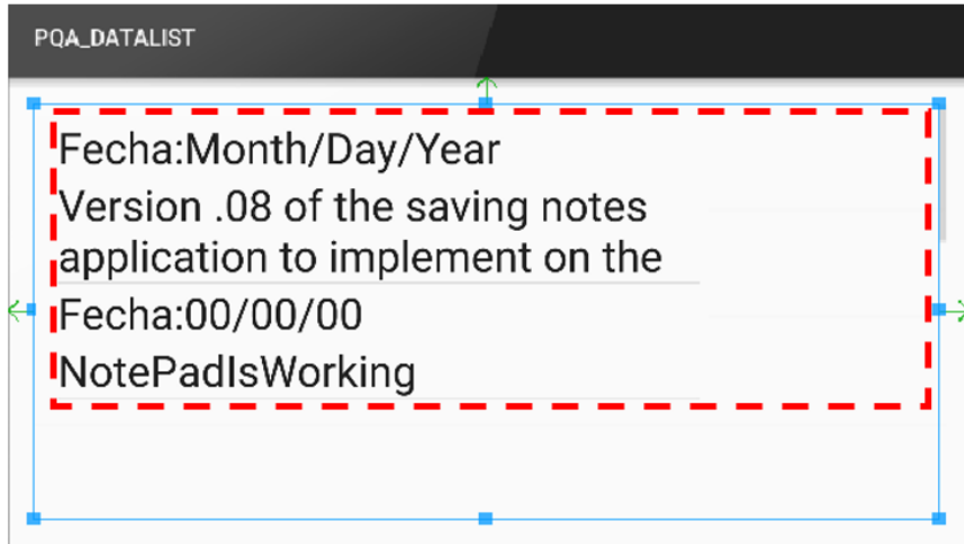 PQA_DATALIST
Fecha:Month/Day/Year
Version .08 of the saving notes
application to implement on the
Fecha:00/00/00
NotePadIsWorking